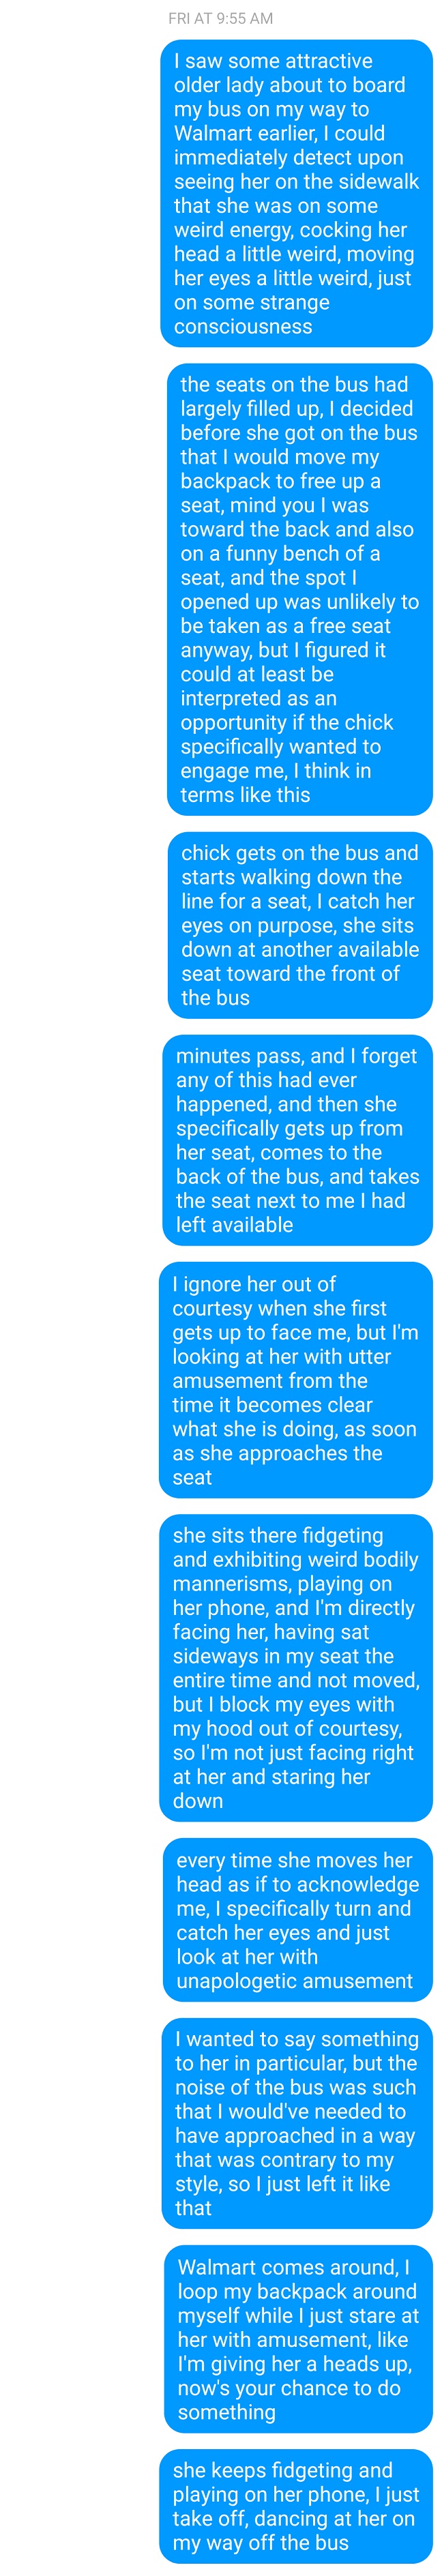 FRI AT 9:55 AM
I saw some attractive
older lady about to board
my bus on my way to
Walmart earlier, I could
immediately detect upon
seeing her on the sidewalk
that she was on some
weird energy, cocking her
head a little weird, moving
her eyes a little weird, just
on some strange
consciousness
the seats on the bus had
largely filled up, I decided
before she got on the bus
that I would move my
backpack to free up a
seat, mind you I was
toward the back and also
on a funny bench of a
seat, and the spot I
opened up was unlikely to
be taken as a free seat
anyway, but I figured it
could at least be
interpreted as an
opportunity if the chick
specifically wanted to
engage me, I think in
terms like this
chick gets on the bus and
starts walking down the
line for a seat, I catch her
eyes on purpose, she sits
down at another available
seat toward the front of
the bus
minutes pass, and I forget
any of this had ever
happened, and then she
specifically gets up from
her seat, comes to the
back of the bus, and takes
the seat next to me I had
left available
I ignore her out of
courtesy when she first
gets up to face me, but I'm
looking at her with utter
amusement from the
time it becomes clear
what she is doing, as soon
as she approaches the
seat
she sits there fidgeting
and exhibiting weird bodily
mannerisms, playing on
her phone, and I'm directly
facing her, having sat
sideways in my seat the
entire time and not moved,
but I block my eyes with
my hood out of courtesy,
so I'm not just facing right
at her and staring her
down
every time she moves her
head as if to acknowledge
me, I specifically turn and
catch her eyes and just
look at her with
unapologetic amusement
I wanted to say something
to her in particular, but the
noise of the bus was such
that I would've needed to
have approached in a way
that was contrary to my
style, so I just left it like
that
Walmart comes around, I
loop my backpack around
myself while I just stare at
her with amusement, like
I'm giving her a heads up,
now's your chance to do
something
she keeps fidgeting and
playing on her phone, I just
take off, dancing at her on
my way off the bus